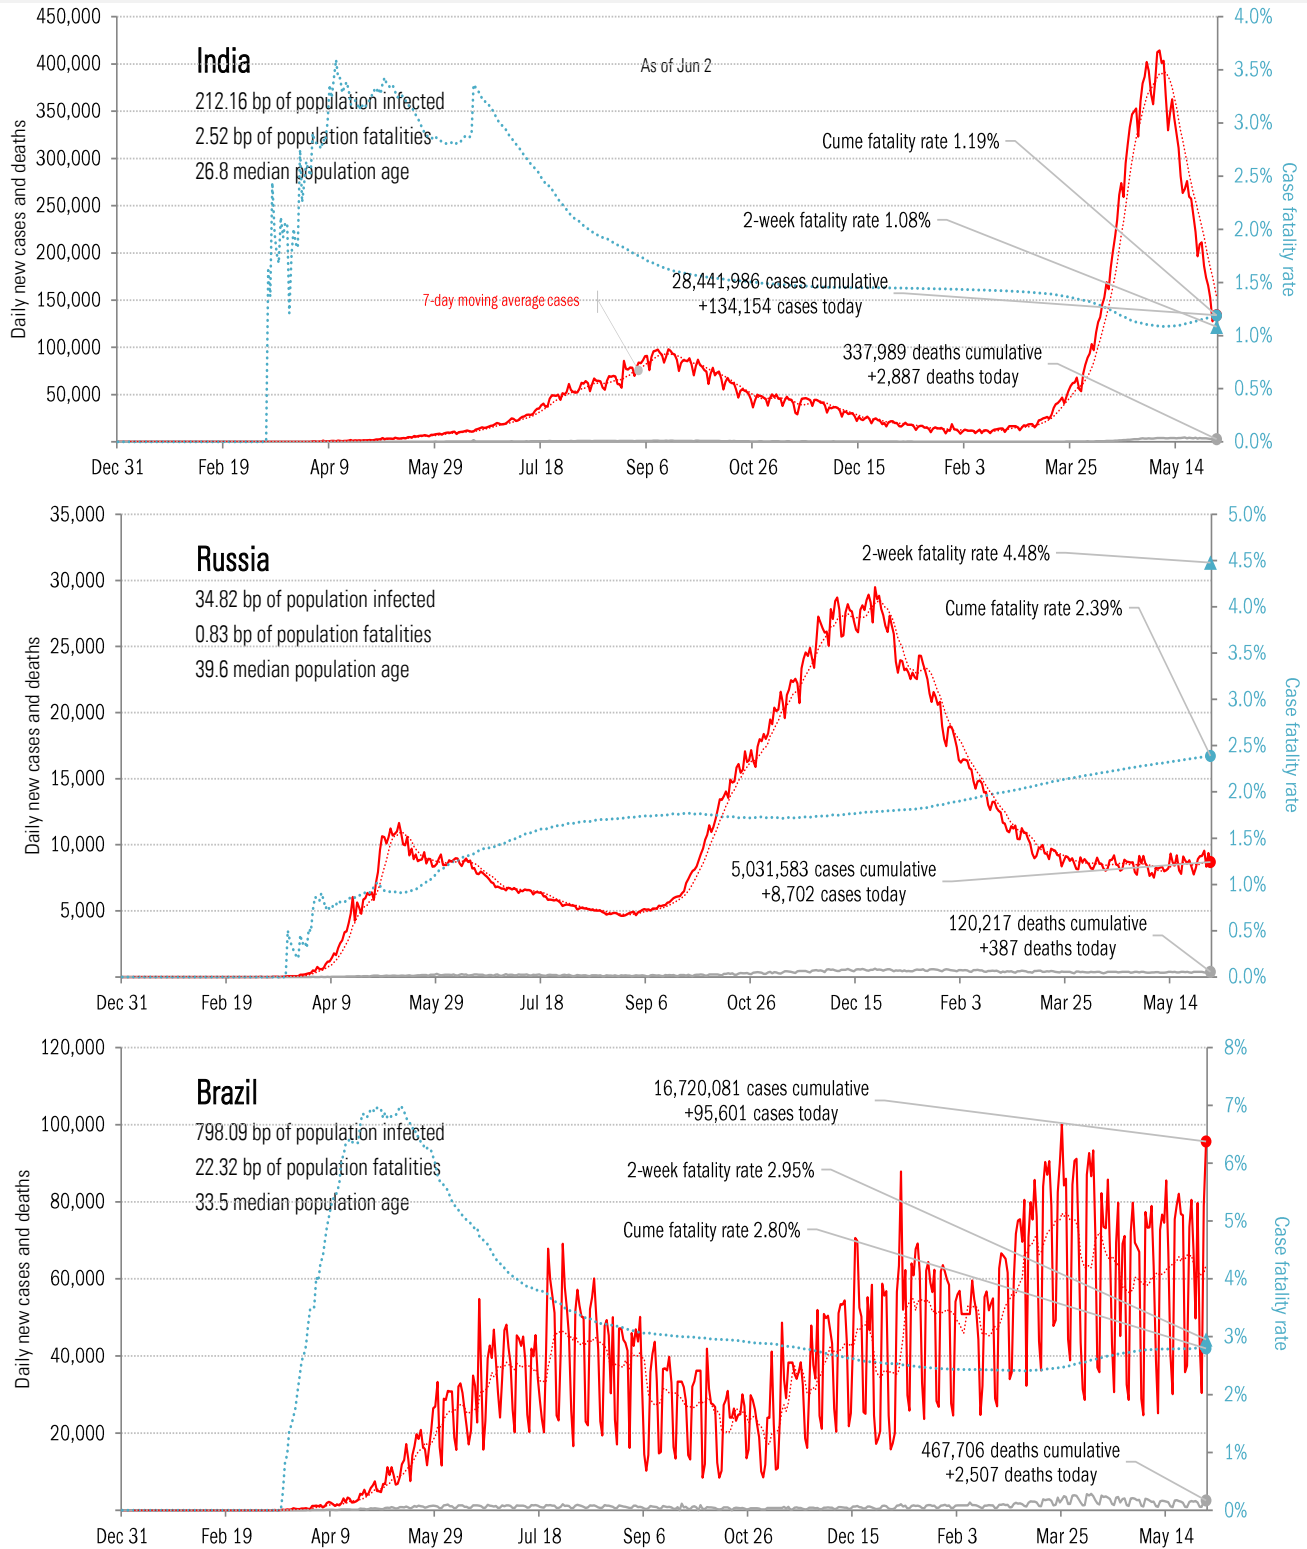 India
As of Jun 2
212.16 bp of population infected
2.52 bp of population fatalities
26.8 median population age
Cume fatality rate 1.19%
2-week fatality rate 1.08%
28,441,986 cases cumulative
+134,154 cases today
7-day moving average cases
337,989 deaths cumulative
+2,887 deaths today
Daily new cases and deaths
450,000
400,000
350,000
300,000
250,000
200,000
150,000
100,000
50,000
4.0%
3.5%
3.0%
2.5%
2.0%
1.5%
1.0%
0.5%
0.0%
Case fatality rate
Dec 31 Feb 19 Apr 9 May 29 Jul 18 Sep 6 Oct 26 Dec 15 Feb 3 Mar 25 May 14
Russia
34.82 bp of population infected
0.83 bp of population fatalities
39.6 median population age
2-week fatality rate 4.48%
Cume fatality rate 2.39%
5,031,583 cases cumulative
+8,702 cases today
120,217 deaths cumulative
+387 deaths today
Daily new cases and deaths
35,000
30,000
25,000
20,000
15,000
10,000
5,000
5.0%
4.5%
4.0%
3.5%
3.0%
2.5%
2.0%
1.5%
1.0%
0.5%
0.0%
Case fatality rate
Dec 31 Feb 19 Apr 9 May 29 Jul 18 Sep 6 Oct 26 Dec 15 Feb 3 Mar 25 May 14
Brazil
798.09 bp of population infected
22.32 bp of population fatalities
33.5 median population age
16,720,081 cases cumulative
+95,601 cases today
2-week fatality rate 2.95%
Cume fatality rate 2.80%
467,706 deaths cumulative
+2,507 deaths today
Daily new cases and deaths
120,000
100,000
80,000
60,000
40,000
20,000
8%
7%
6%
5%
4%
3%
2%
1%
0%
Case fatality rate
Dec 31 Feb 19 Apr 9 May 29 Jul 18 Sep 6 Oct 26 Dec 15 Feb 3 Mar 25 May 14